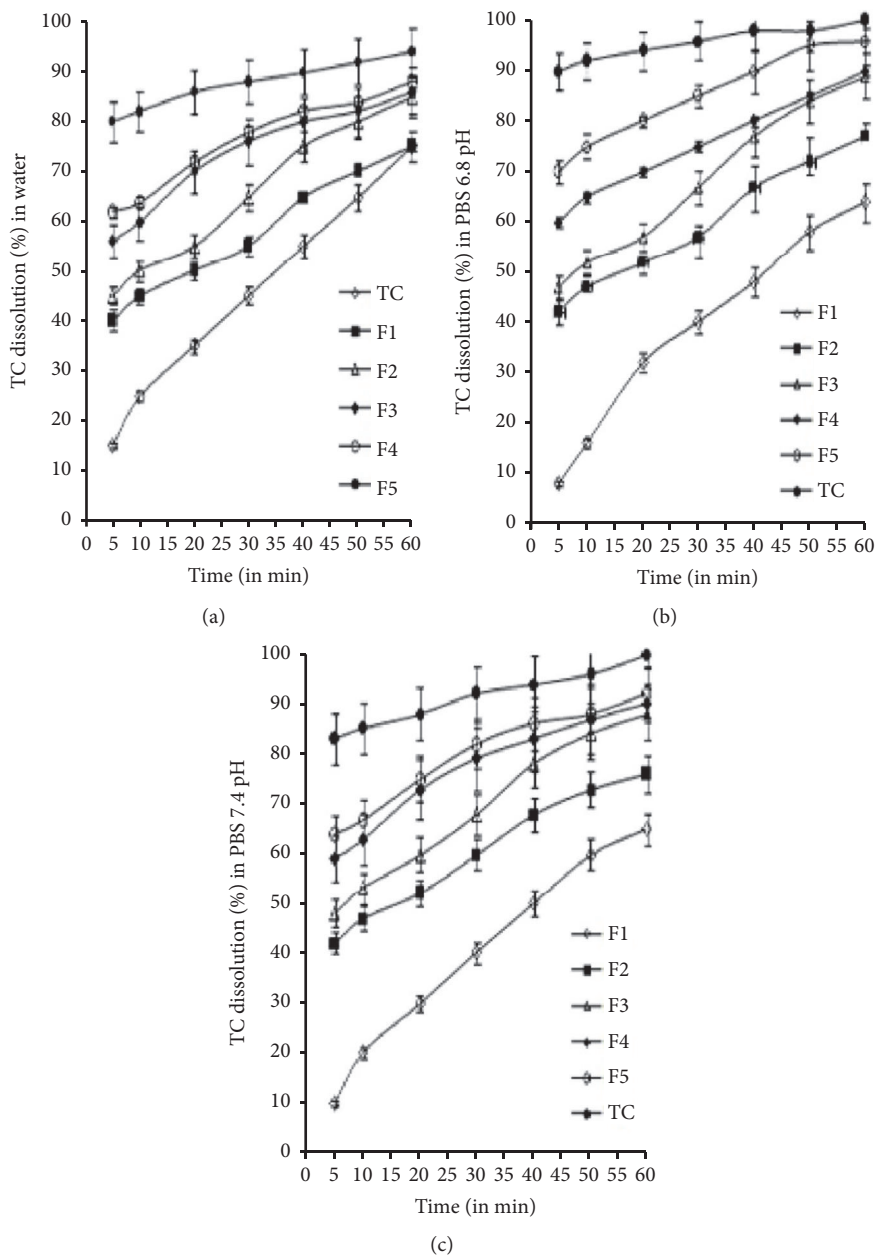 TC dissolution (%) in water
100
90
80
70
60
50
40
30
20
10
0
0 5 10 15 20 25 30 35 40 45 50 55 60
Time (in min)
TC
F1
F2
F3
F4
F5
(a)
TC dissolution (%) in PBS 6.8 pH
100
90
80
70
60
50
40
30
20
10
0
0 5 10 15 20 25 30 35 40 45 50 55 60
Time (in min)
F1
F2
F3
F4
F5
TC
(b)
TC dissolution (%) in PBS 7.4 pH
100
90
80
70
60
50
40
30
20
10
0
0 5 10 15 20 25 30 35 40 45 50 55 60
Time (in min)
F1
F2
F3
F4
F5
TC
(c)